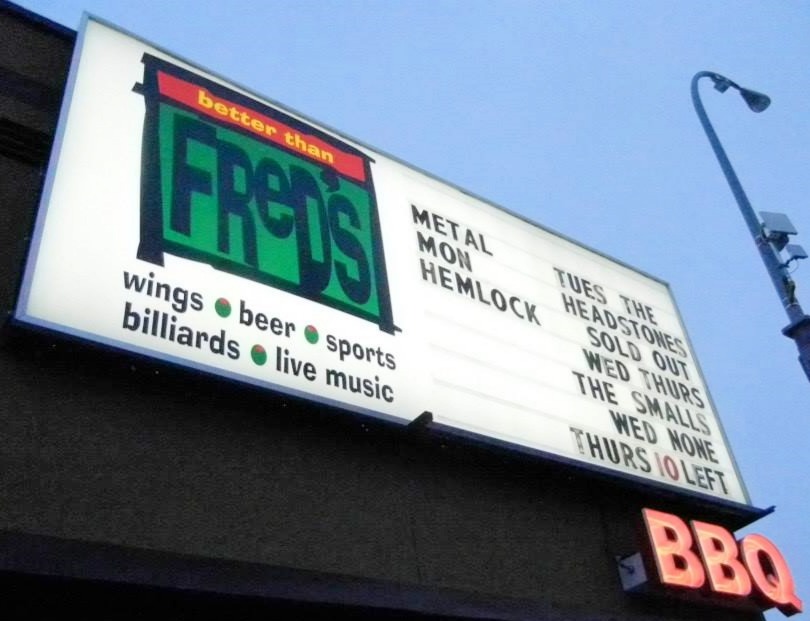 better than
FReD'S
wings beer sports
billiards live music
METAL
MON
HEMLOCK
TUES THE
HEADSTONES
SOLD OUT
WED THURS
THE SMALLS
WED NONE
THURS 10 LEFT
BBQ